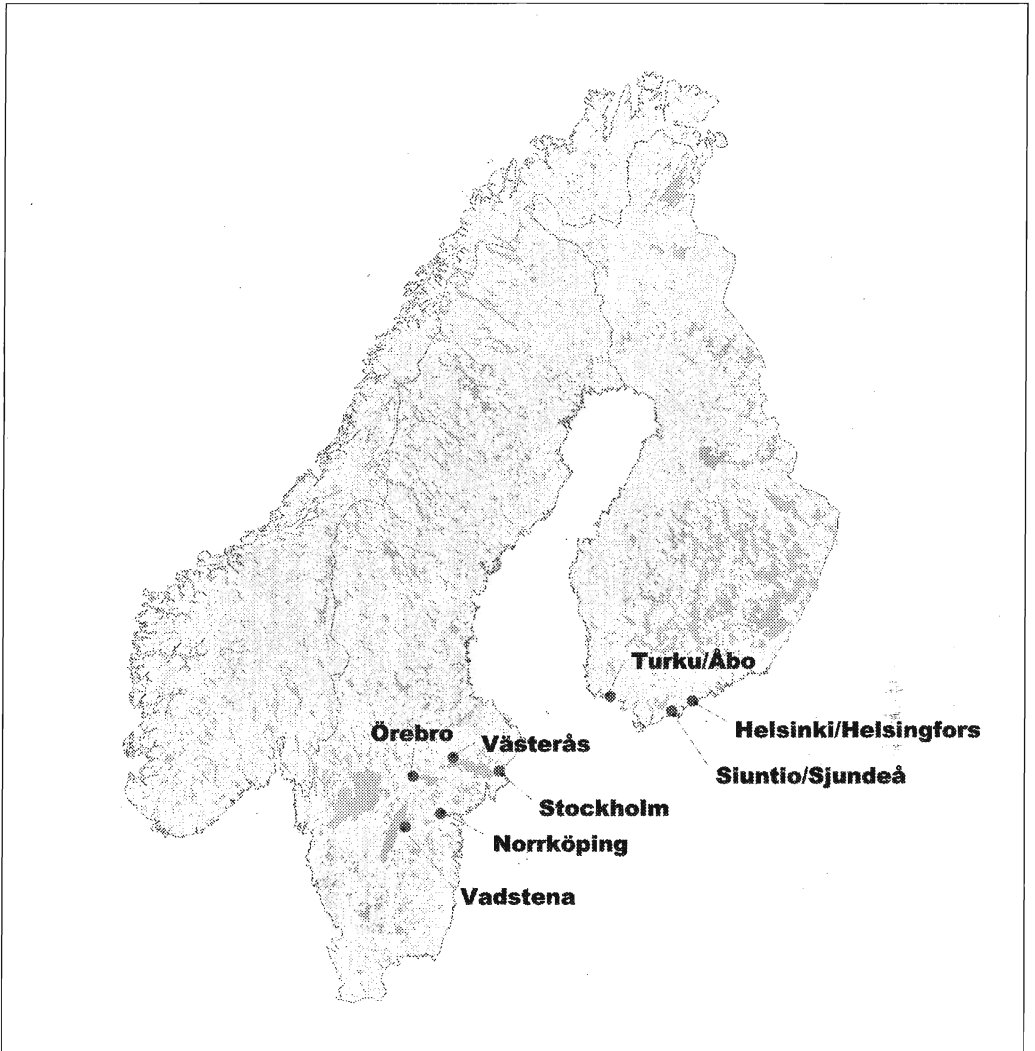 Turku/Åbo
Helsinki/Helsingfors
Siuntio/Sjundeå
Örebro
Västerås
Stockholm
Norrköping
Vadstena